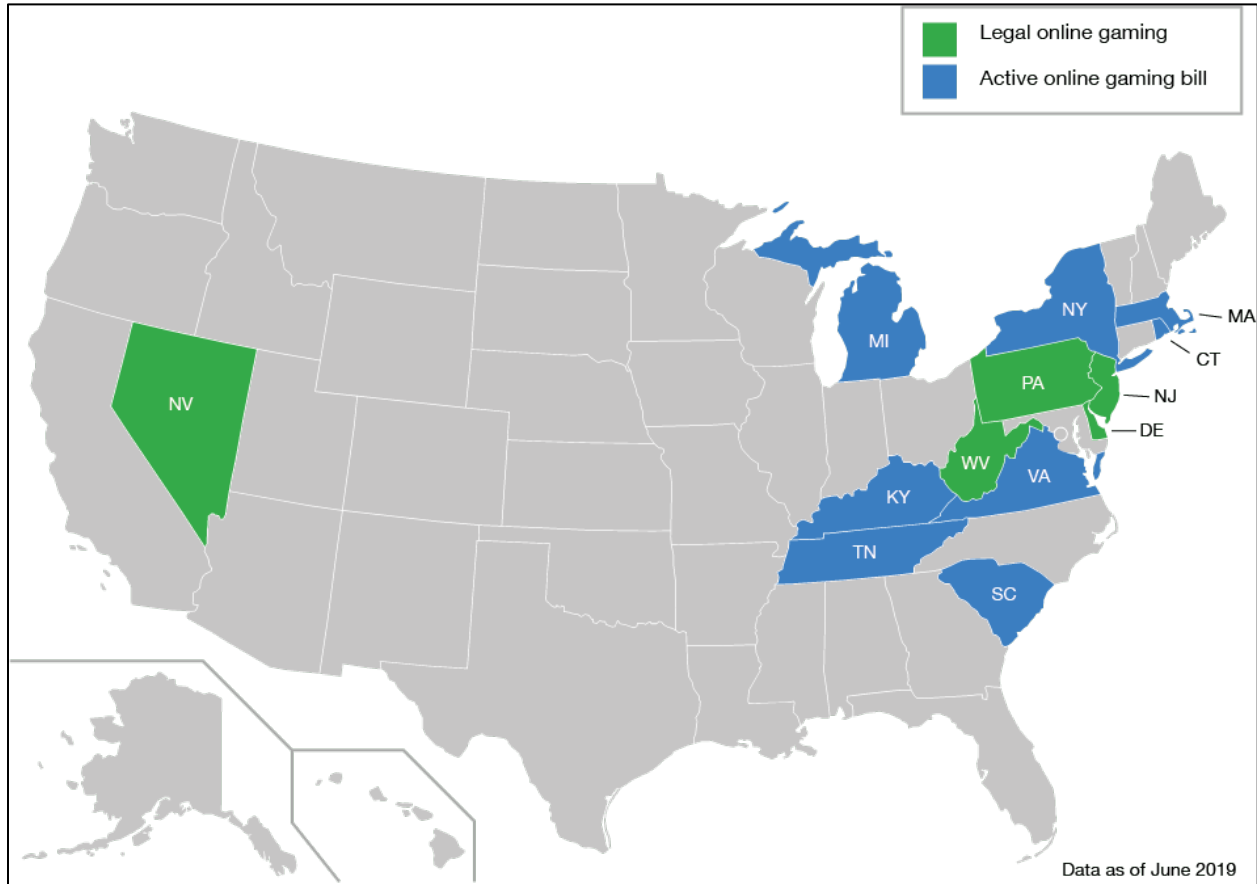 Legal online gaming
Active online gaming bill
NY
MA
MI
CT
PA
NV
NJ
DE
WV
VA
KY
TN
SC
Data as of June 2019